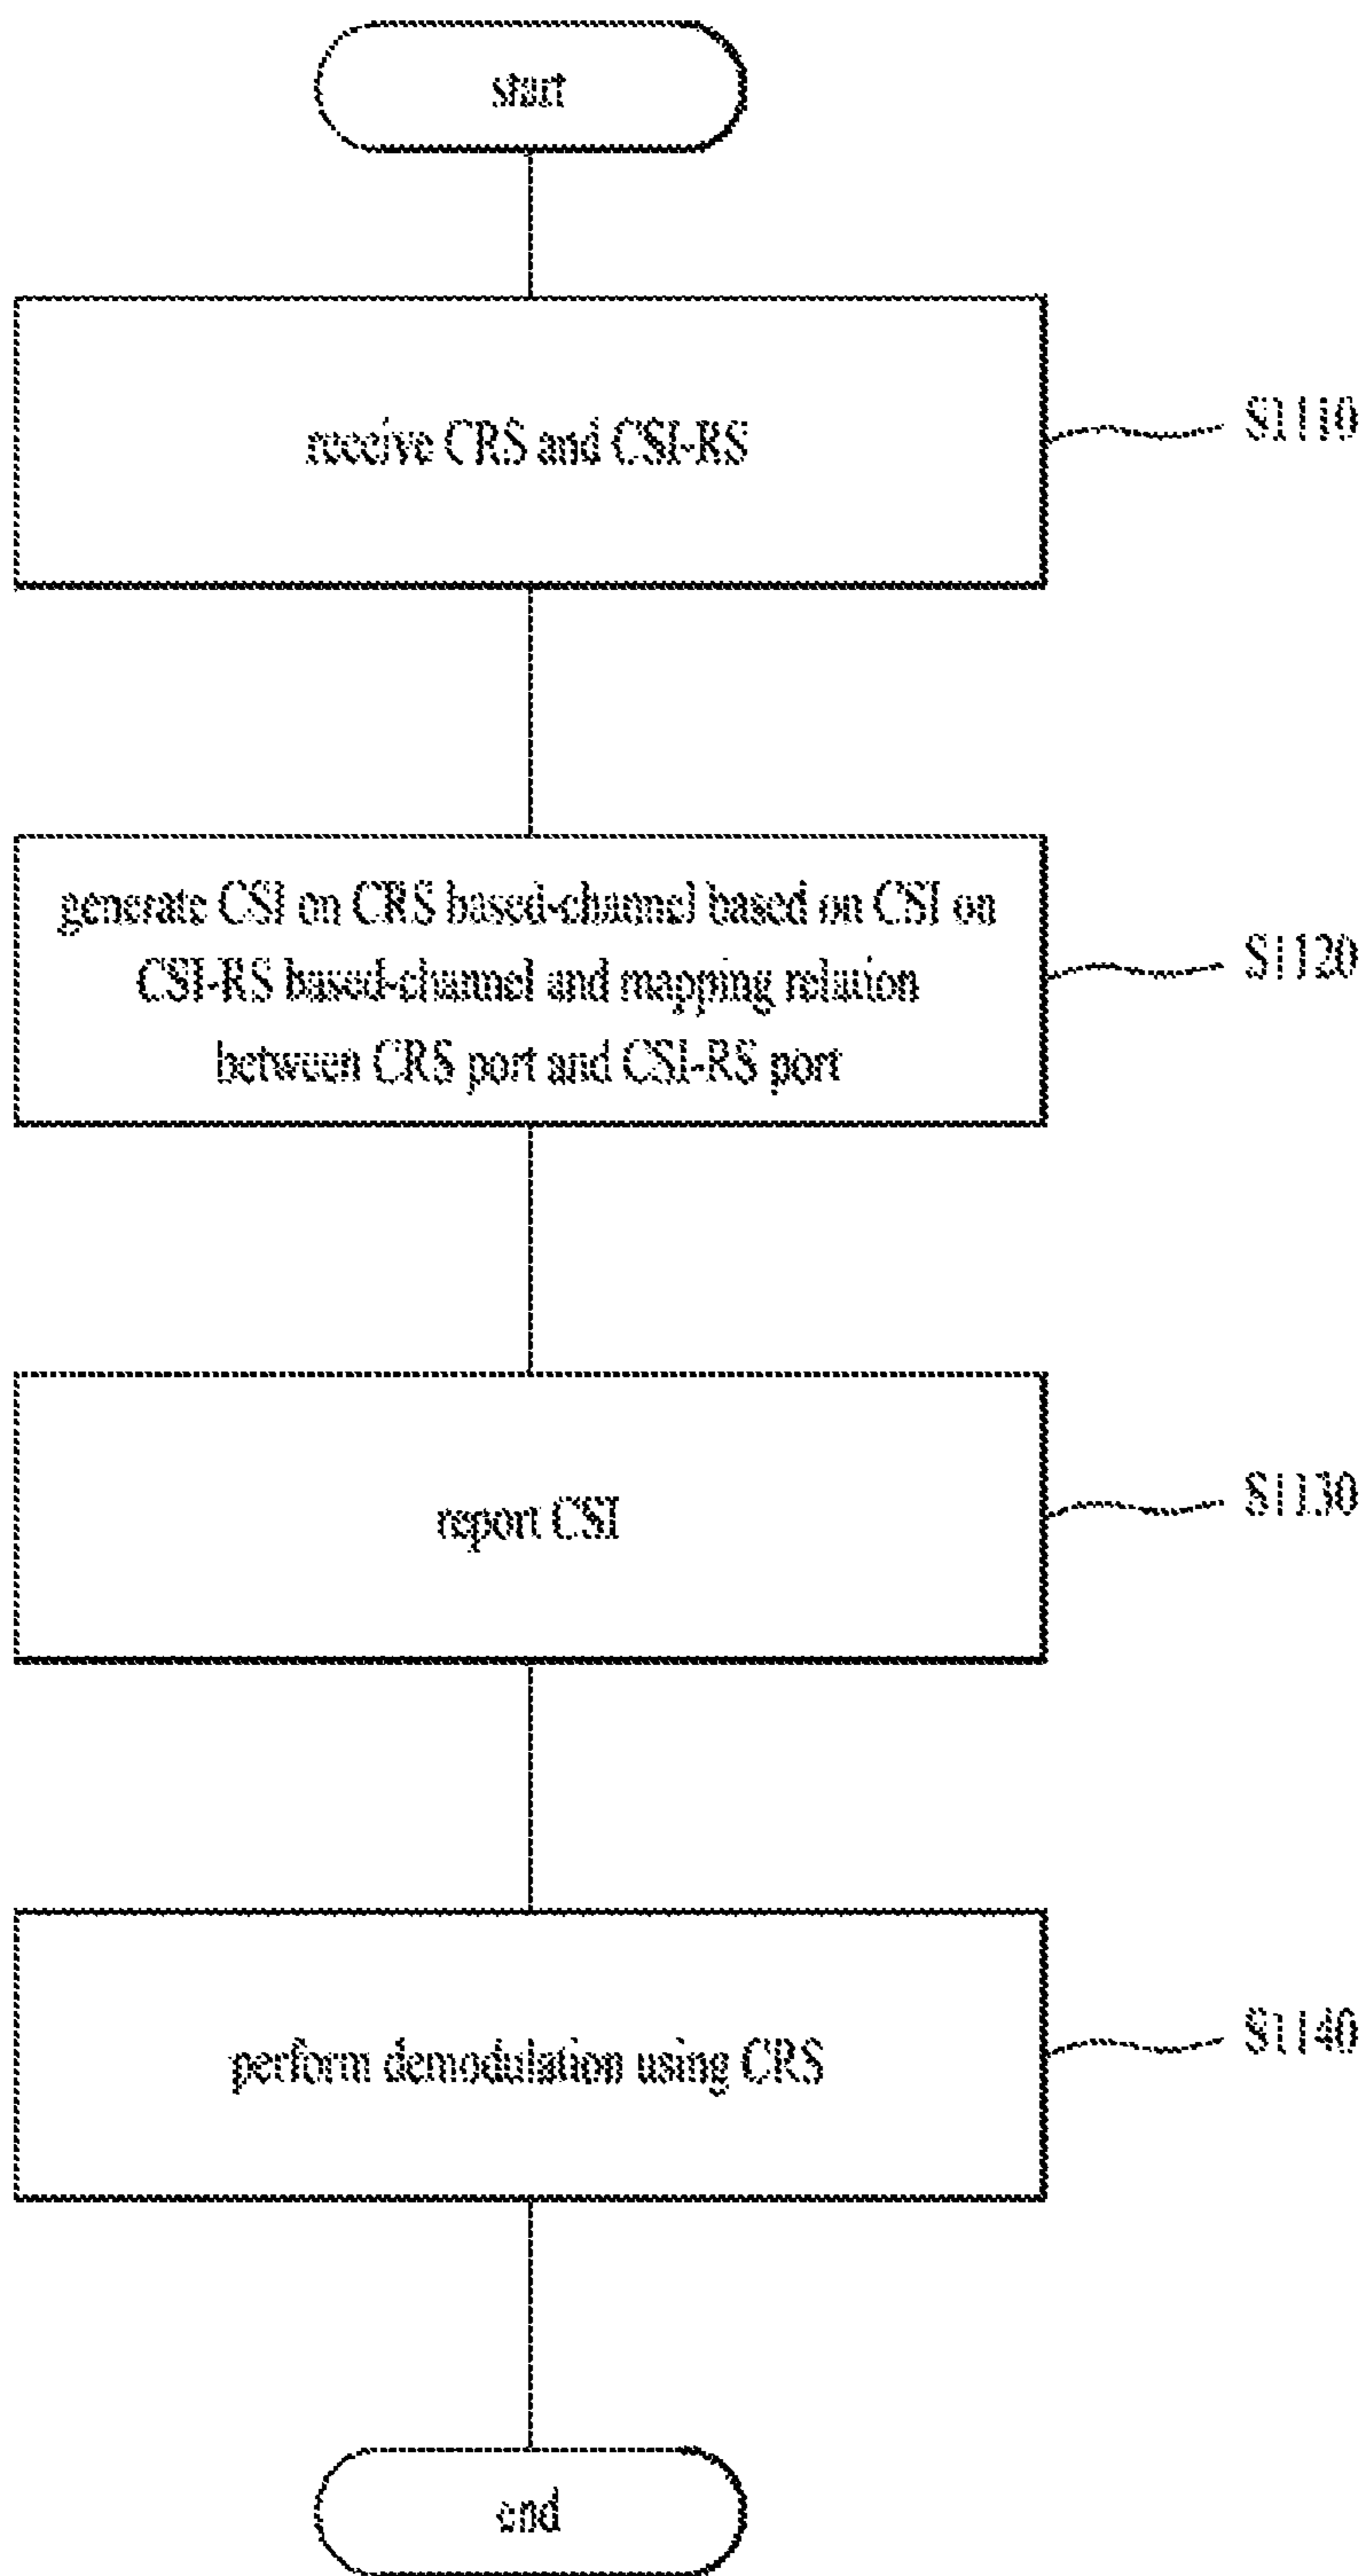 start
receive CRS and CSI-RS
S1110
generate CSI on CRS based-channel based on CSI on
CSI-RS based-channel and mapping relation
between CRS port and CSI-RS port
S1120
report CSI
S1130
perform demodulation using CRS
S1140
end